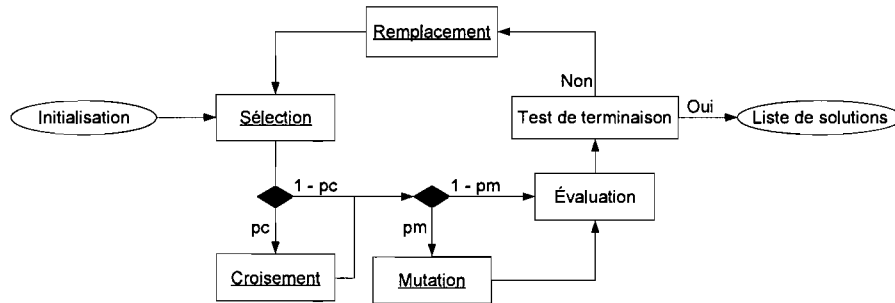 Remplacement
Non
Initialisation
Sélection
Test de terminaison
Oui
Liste de solutions
1 - pc
1 - pm
Évaluation
pc
pm
Croisement
Mutation